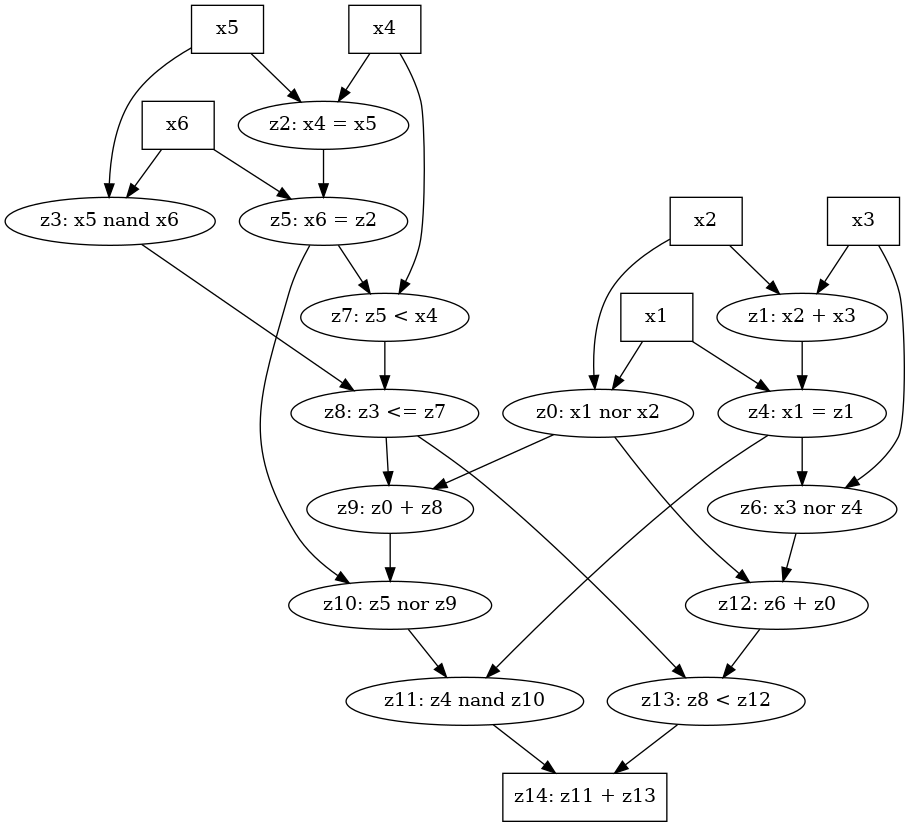 x5
x4
x6
z2: x4 = x5
z3: x5 nand x6
z5: x6 = z2
x2
x3
z7: z5 < x4
x1
z1: x2 + x3
z8: z3 <= z7
z0: x1 nor x2
z4: x1 = z1
z9: z0 + z8
z6: x3 nor z4
z10: z5 nor z9
z12: z6 + z0
z11: z4 nand z10
z13: z8 < z12
z14: z11 + z13